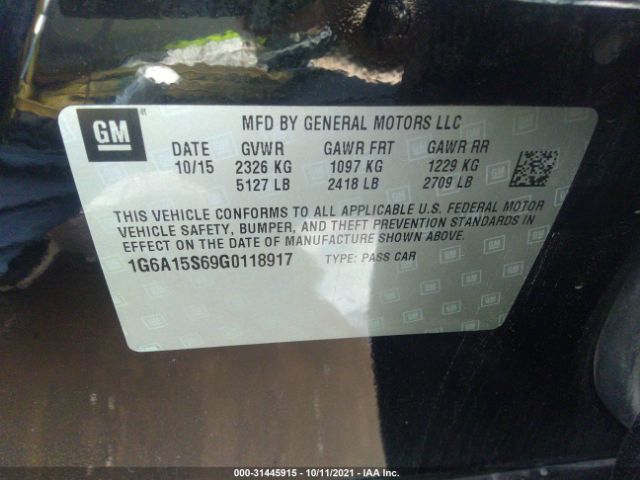 GM
MFD BY GENERAL MOTORS LLC
DATE GVWR GAWR FRT GAWR RR
10/15 2326 KG 1097 KG 1229 KG
5127 LB 2418 LB 2709 LB
THIS VEHICLE CONFORMS TO ALL APPLICABLE U.S. FEDERAL MOTOR
VEHICLE SAFETY, BUMPER, AND THEFT PREVENTION STANDARDS IN
EFFECT ON THE DATE OF MANUFACTURE SHOWN ABOVE.
1G6A15S69G0118917 TYPE: PASS CAR
000-31445915 - 10/11/2021 - IAA Inc.